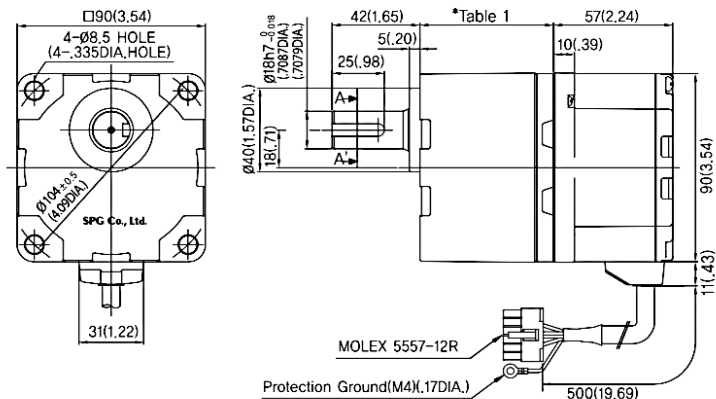 □90(3.54)
4-Ø8.5 HOLE
(4-.335DIA.HOLE)
Ø104±0.5
(4.09DIA.)
SPG Co., Ltd.
31(1.22)
42(1.65)
*Table 1
57(2.24)
5(.20)
10(.39)
Ø18h7 -0.018 0
(.7087DIA.)
(.7079DIA.)
25(.98)
A
A'
Ø40(1.57DIA.)
18(.71)
90(3.54)
11(.43)
MOLEX 5557-12R
Protection Ground(M4)(.17DIA.)
500(19.69)